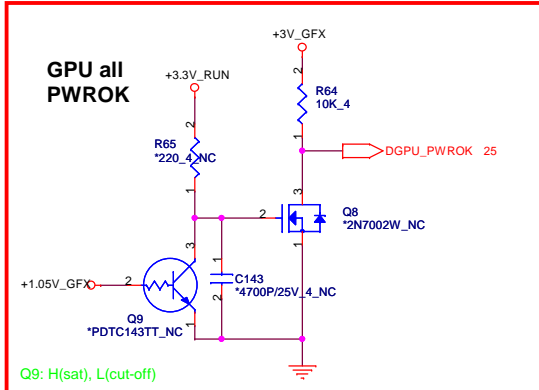 +3V_GFX
GPU all
PWROK
+3.3V_RUN
2
R64
10K_4
2
R65
*220_4_NC
1
DGPU_PWROK 25
1
3
Q8
*2N7002W_NC
2
3
1
1
C143
*4700P/25V_4_NC
2
+1.05V_GFX
2
Q9
*PDTC143TT_NC
1
Q9: H(sat), L(cut-off)